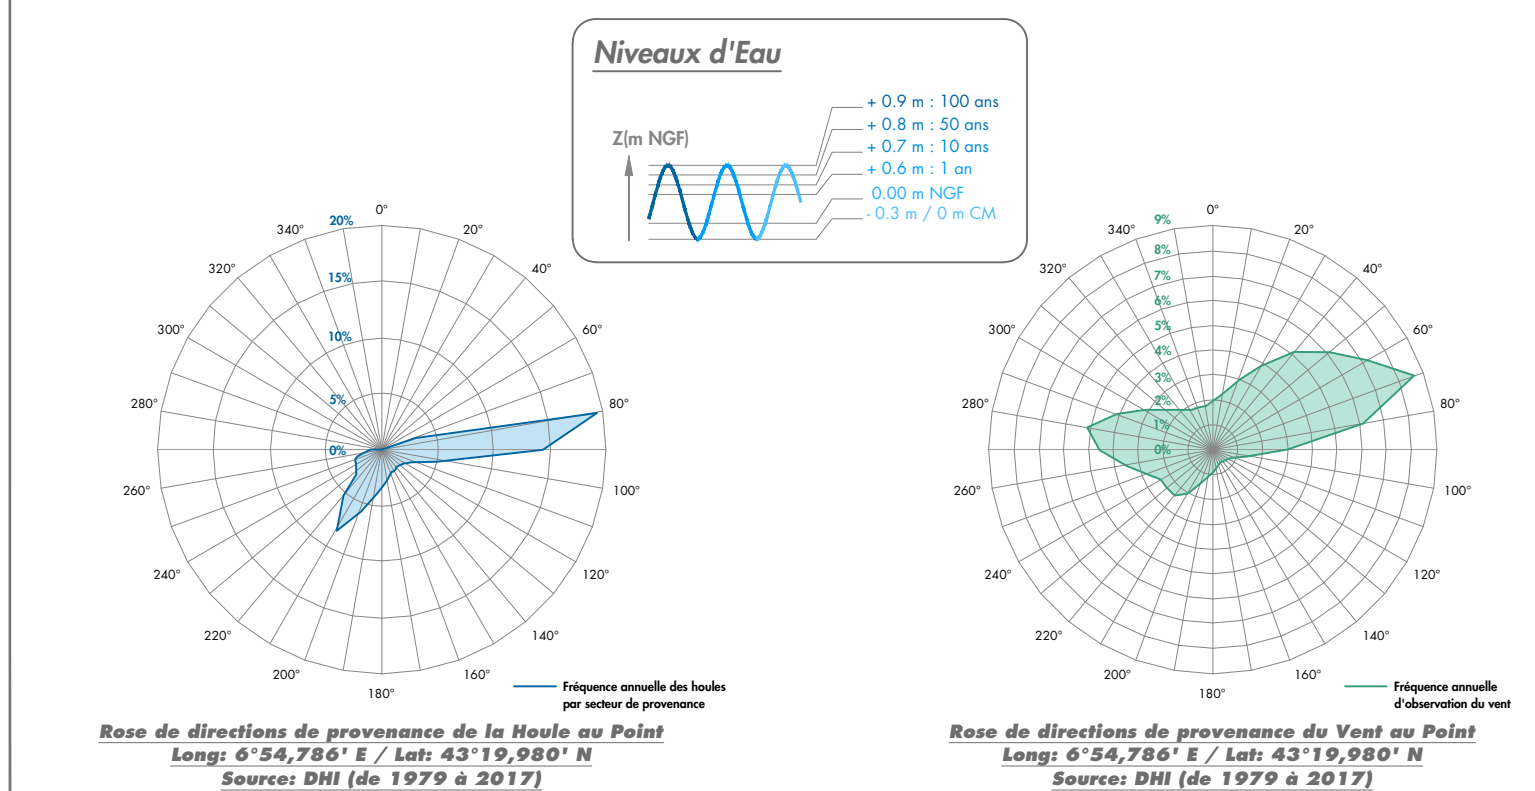 Niveaux d'Eau
Z(m NGF)
+ 0.9 m : 100 ans
+ 0.8 m : 50 ans
+ 0.7 m : 10 ans
+ 0.6 m : 1 an
0.00 m NGF
- 0.3 m / 0 m CM
0°
20°
40°
60°
80°
100°
120°
140°
160°
180°
200°
220°
240°
260°
280°
300°
320°
340°
20%
15%
10%
5%
0%
Fréquence annuelle des houles
par secteur de provenance
Rose de directions de provenance de la Houle au Point
Long: 6°54,786' E / Lat: 43°19,980' N
Source: DHI (de 1979 à 2017)
0°
20°
40°
60°
80°
100°
120°
140°
160°
180°
200°
220°
240°
260°
280°
300°
320°
340°
9%
8%
7%
6%
5%
4%
3%
2%
1%
0%
Fréquence annuelle
d'observation du vent
Rose de directions de provenance du Vent au Point
Long: 6°54,786' E / Lat: 43°19,980' N
Source: DHI (de 1979 à 2017)